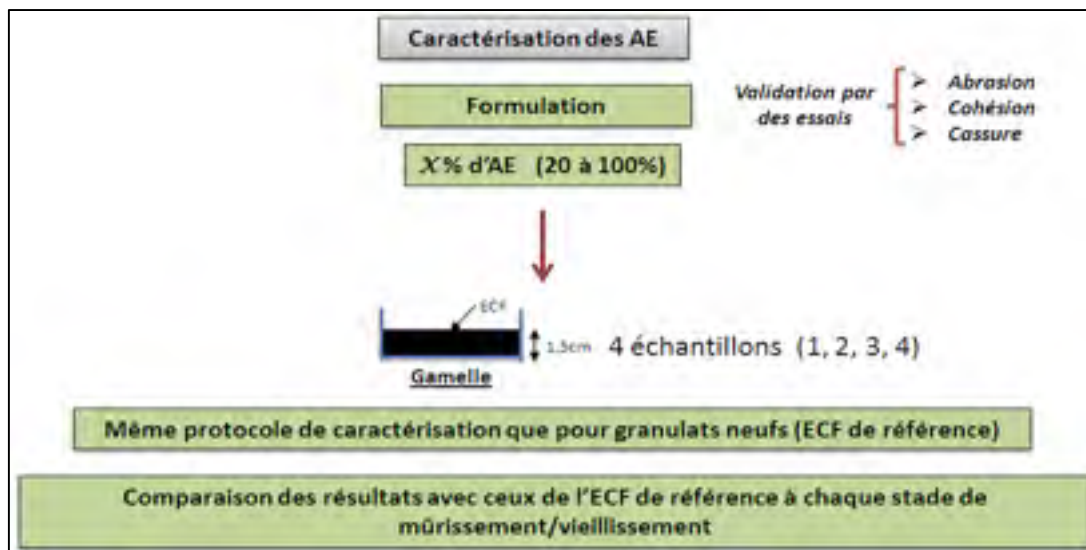 Caractérisation des AE
Formulation
Validation par
des essais
➢ Abrasion
➢ Cohésion
➢ Cassure
X% d'AE (20 à 100%)
ECF
1,5cm
4 échantillons (1, 2, 3, 4)
Gamelle
Même protocole de caractérisation que pour granulats neufs (ECF de référence)
Comparaison des résultats avec ceux de l'ECF de référence à chaque stade de
mûrissement/vieillissement